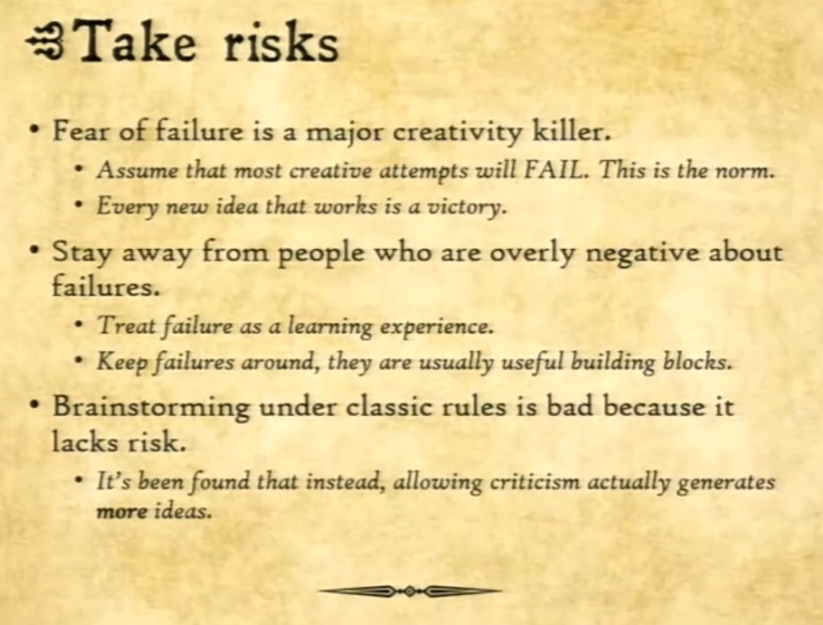 Take risks
• Fear of failure is a major creativity killer.
• Assume that most creative attempts will FAIL. This is the norm.
• Every new idea that works is a victory.
• Stay away from people who are overly negative about
failures.
• Treat failure as a learning experience.
• Keep failures around, they are usually useful building blocks.
• Brainstorming under classic rules is bad because it
lacks risk.
• It's been found that instead, allowing criticism actually generates
more ideas.